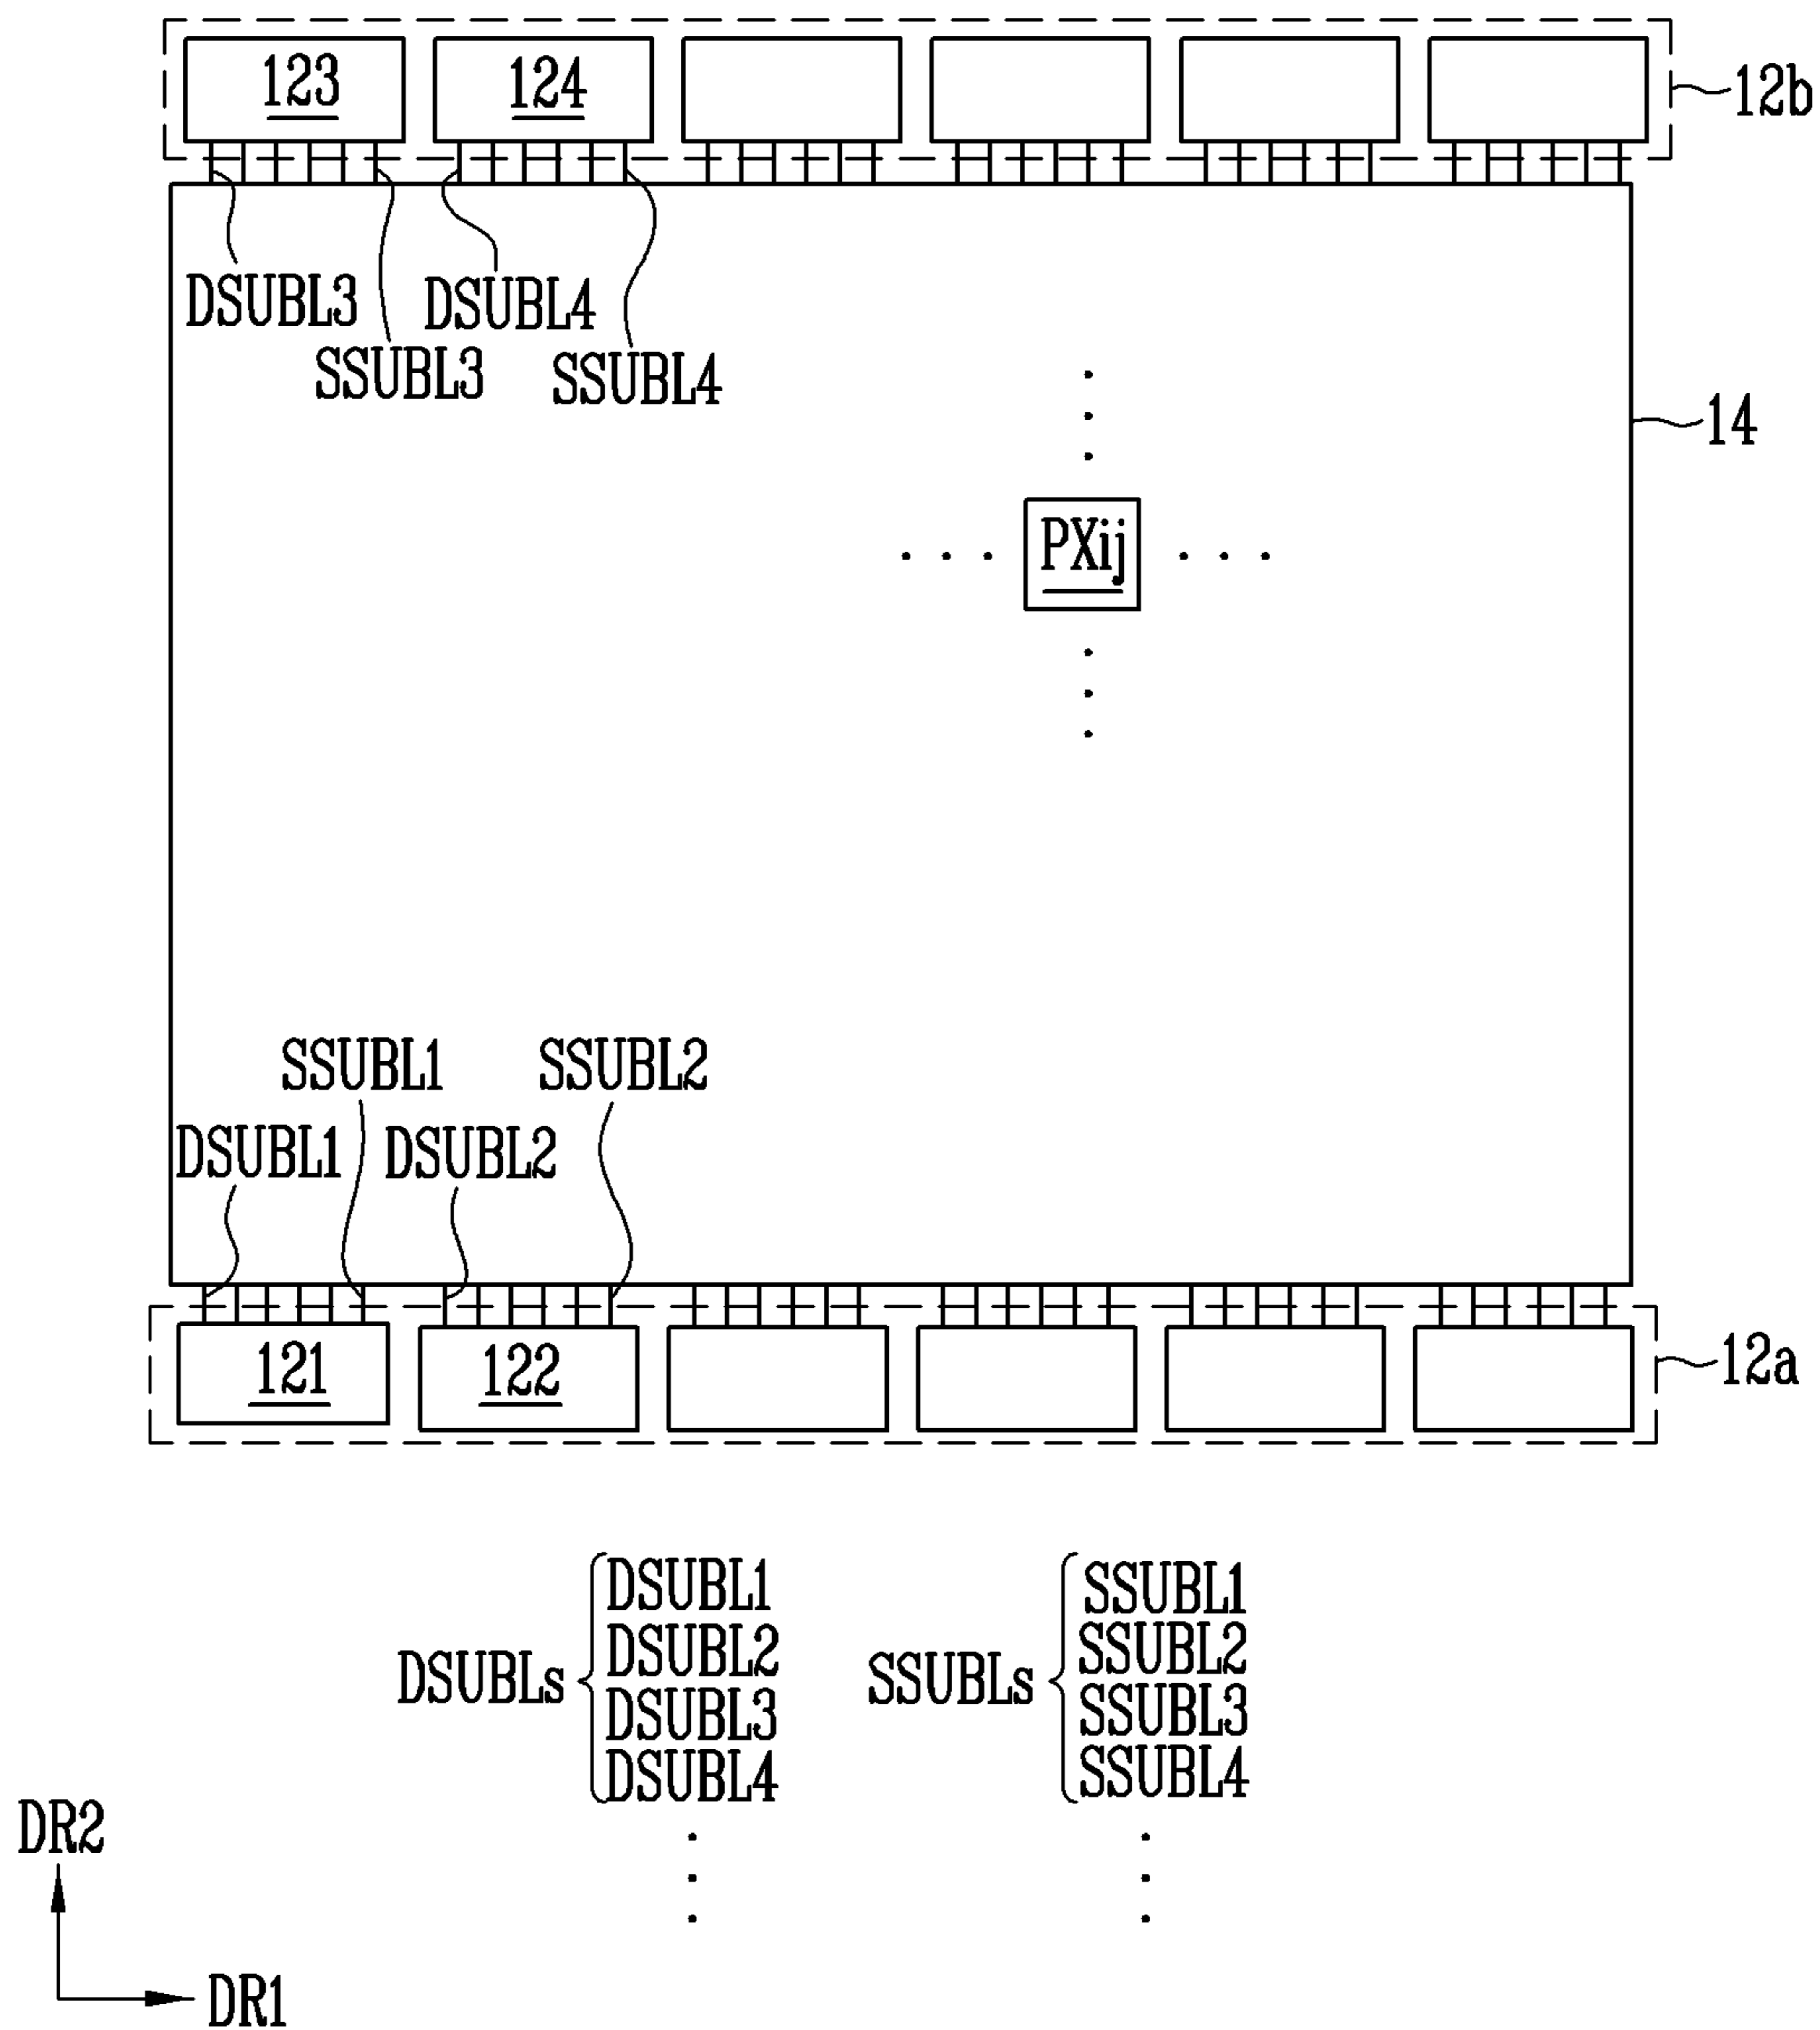 123
124
12b
DSUBL3
DSUBL4
SSUBL3
SSUBL4
14
PXij
SSUBL1
SSUBL2
DSUBL1
DSUBL2
121
122
12a
DSUBLs
DSUBL1
DSUBL2
DSUBL3
DSUBL4
SSUBLs
SSUBL1
SSUBL2
SSUBL3
SSUBL4
DR2
DR1